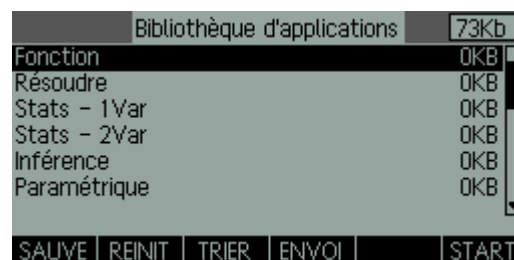 Bibliothèque d'applications 73Kb
Fonction 0KB
Résoudre 0KB
Stats - 1Var 0KB
Stats - 2Var 0KB
Inférence 0KB
Paramétrique 0KB
SAUVE REINIT TRIER ENVOI START